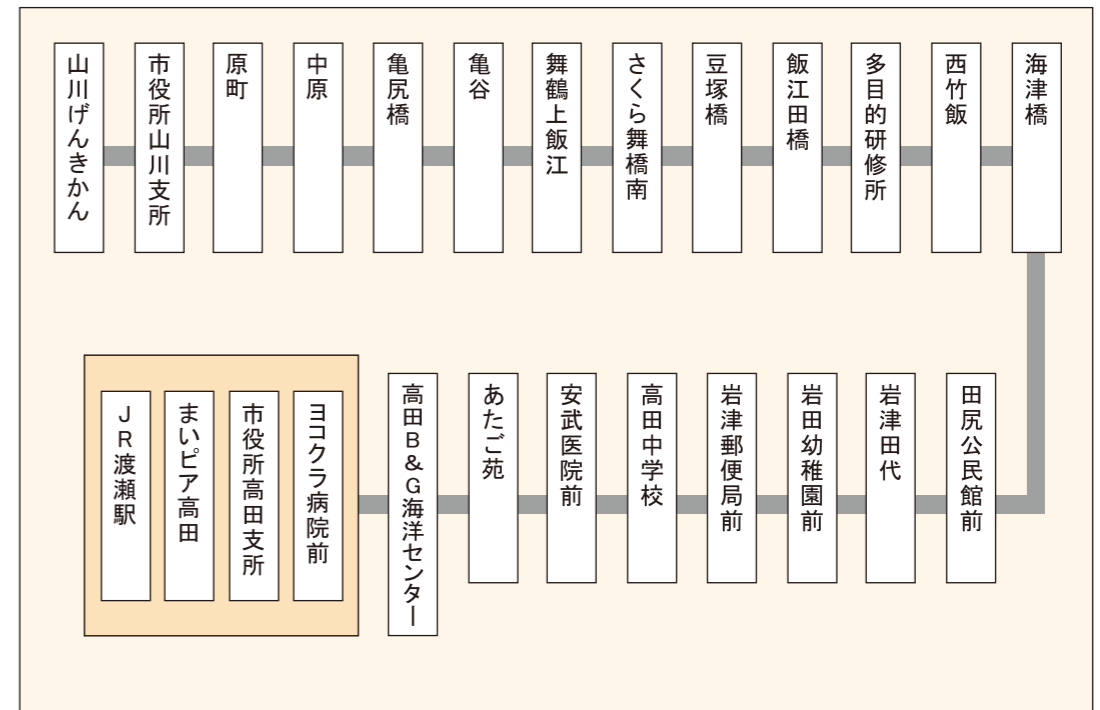 山川げんきかん
市役所山川支所
原町
中原
亀尻橋
亀谷
舞鶴上飯江
さくら舞橋南
豆塚橋
飯江田橋
多目的研修所
西竹飯
海津橋
田尻公民館前
岩津田代
岩田幼稚園前
岩津郵便局前
高田中学校
安武医院前
あたご苑
高田B&G海洋センター
ヨコクラ病院前
市役所高田支所
まいピア高田
JR渡瀬駅